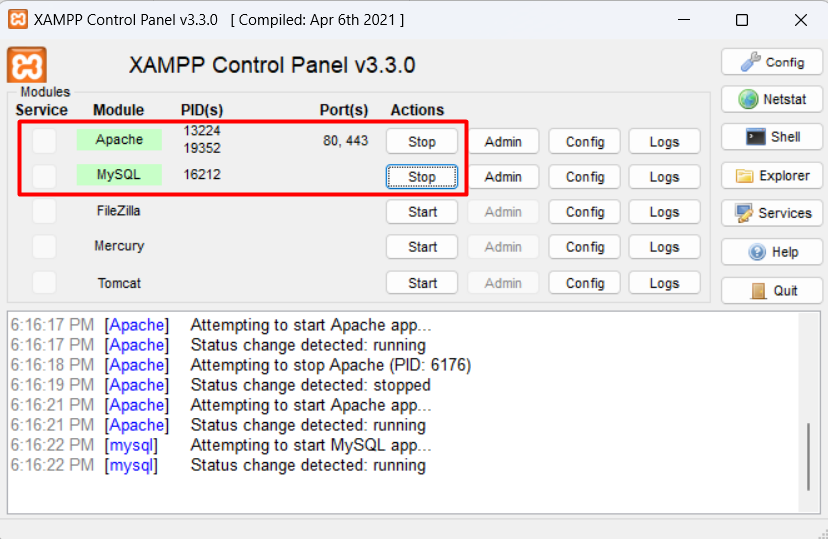 XAMPP Control Panel v3.3.0 [ Compiled: Apr 6th 2021 ]
XAMPP Control Panel v3.3.0
Config
Modules
Service Module PID(s) Port(s) Actions
Netstat
Apache 13224 19352 80, 443 Stop Admin Config Logs
Shell
MySQL 16212 Stop Admin Config Logs
Explorer
FileZilla Start Admin Config Logs
Services
Mercury Start Admin Config Logs
Help
Tomcat Start Admin Config Logs
Quit
6:16:17 PM [Apache] Attempting to start Apache app...
6:16:17 PM [Apache] Status change detected: running
6:16:18 PM [Apache] Attempting to stop Apache (PID: 6176)
6:16:19 PM [Apache] Status change detected: stopped
6:16:21 PM [Apache] Attempting to start Apache app...
6:16:21 PM [Apache] Status change detected: running
6:16:22 PM [mysql] Attempting to start MySQL app...
6:16:22 PM [mysql] Status change detected: running